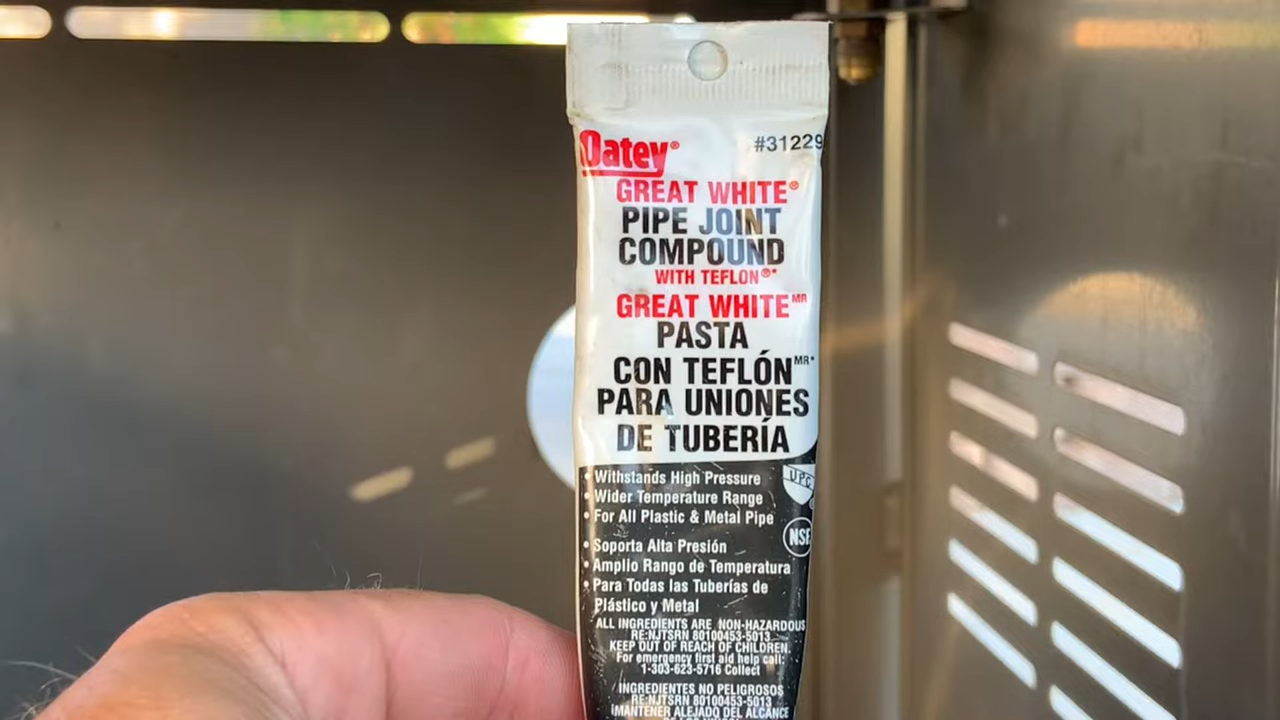 Oatey® #31229
GREAT WHITE®
PIPE JOINT
COMPOUND
WITH TEFLON®*
GREAT WHITE MR
PASTA
CON TEFLÓN MR*
PARA UNIONES
DE TUBERÍA
• Withstands High Pressure
• Wider Temperature Range
• For All Plastic & Metal Pipe
UPC
NSF
• Soporta Alta Presión
• Amplio Rango de Temperatura
• Para Todas las Tuberías de
Plástico y Metal
ALL INGREDIENTS ARE NON-HAZARDOUS
RE:NJTSRN 80100453-5013
KEEP OUT OF REACH OF CHILDREN.
For emergency first aid help call:
1-303-623-5716 Collect
INGREDIENTES NO PELIGROSOS
RE:NJTSRN 80100453-5013
¡MANTENER ALEJADO DEL ALCANCE